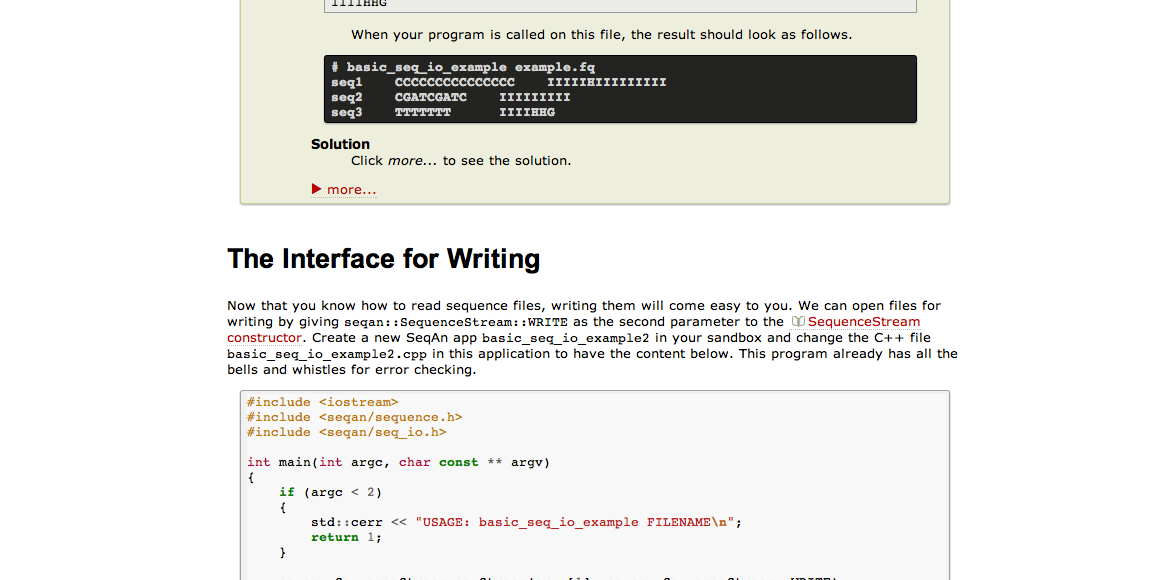 IIIIHHG
When your program is called on this file, the result should look as follows.
# basic_seq_io_example example.fq
seq1    CCCCCCCCCCCCCCC    IIIIIHIIIIIIIII
seq2    CGATCGATC    IIIIIIIII
seq3    TTTTTTT      IIIIHHG
Solution
Click more... to see the solution.
more...
The Interface for Writing
Now that you know how to read sequence files, writing them will come easy to you. We can open files for
writing by giving seqan::SequenceStream::WRITE as the second parameter to the SequenceStream
constructor. Create a new SeqAn app basic_seq_io_example2 in your sandbox and change the C++ file
basic_seq_io_example2.cpp in this application to have the content below. This program already has all the
bells and whistles for error checking.
#include <iostream>
#include <seqan/sequence.h>
#include <seqan/seq_io.h>
int main(int argc, char const ** argv)
{
    if (argc < 2)
    {
        std::cerr << "USAGE: basic_seq_io_example FILENAME\n";
        return 1;
    }